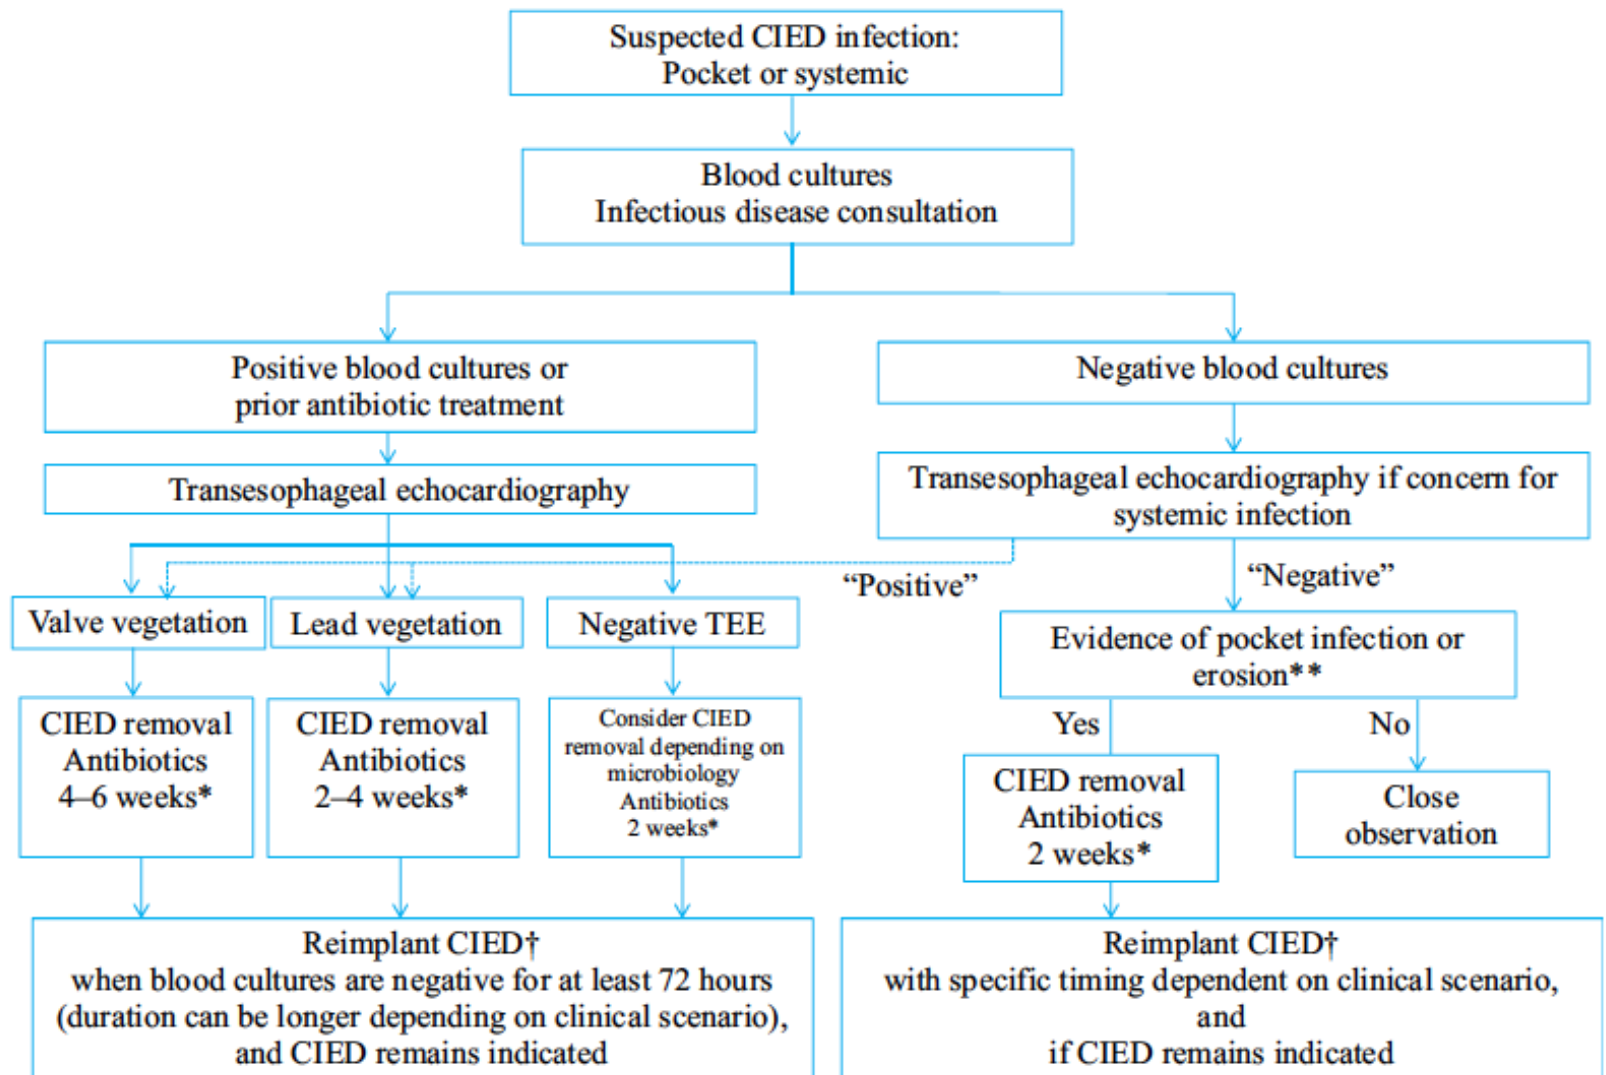 Suspected CIED infection:
Pocket or systemic
Blood cultures
Infectious disease consultation
Positive blood cultures or
prior antibiotic treatment
Negative blood cultures
Transesophageal echocardiography
Transesophageal echocardiography if concern for
systemic infection
“Positive”
“Negative”
Valve vegetation
Lead vegetation
Negative TEE
Evidence of pocket infection or
erosion**
CIED removal
Antibiotics
4–6 weeks*
CIED removal
Antibiotics
2–4 weeks*
Consider CIED
removal depending on
microbiology
Antibiotics
2 weeks*
Yes
No
CIED removal
Antibiotics
2 weeks*
Close
observation
Reimplant CIED†
when blood cultures are negative for at least 72 hours
(duration can be longer depending on clinical scenario),
and CIED remains indicated
Reimplant CIED†
with specific timing dependent on clinical scenario,
and
if CIED remains indicated